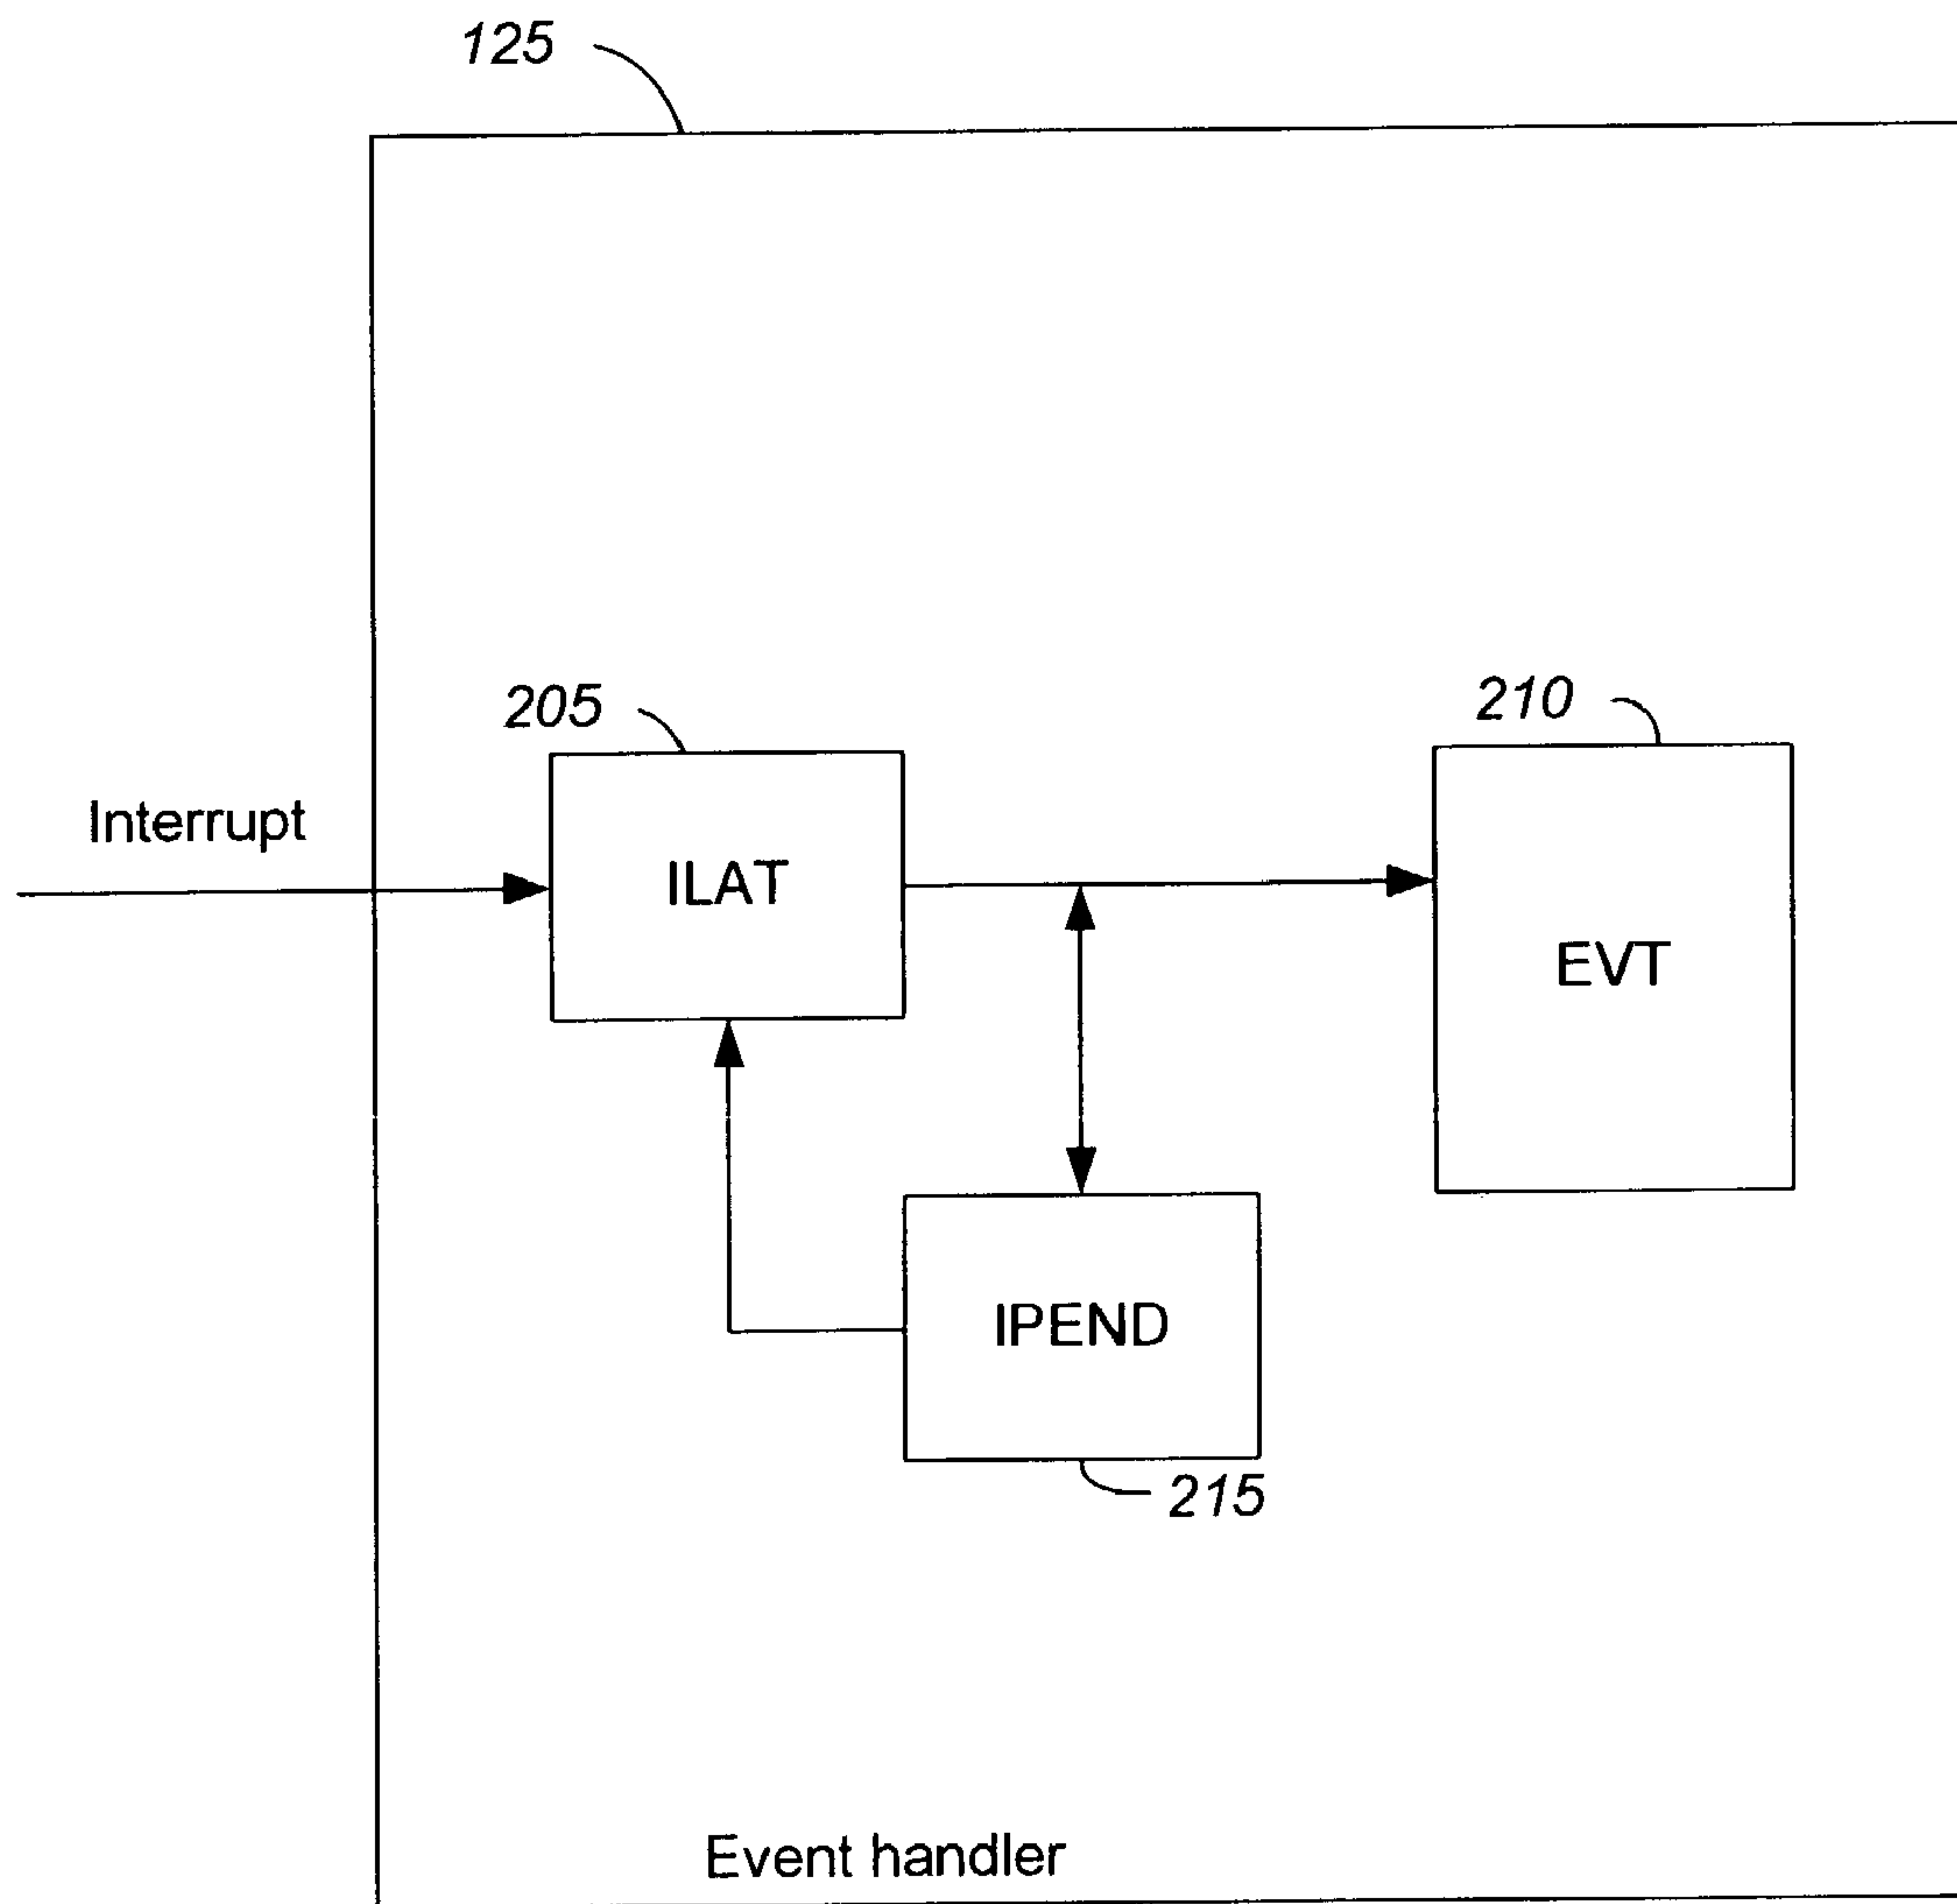 125
205
210
Interrupt
ILAT
EVT
IPEND
215
Event handler